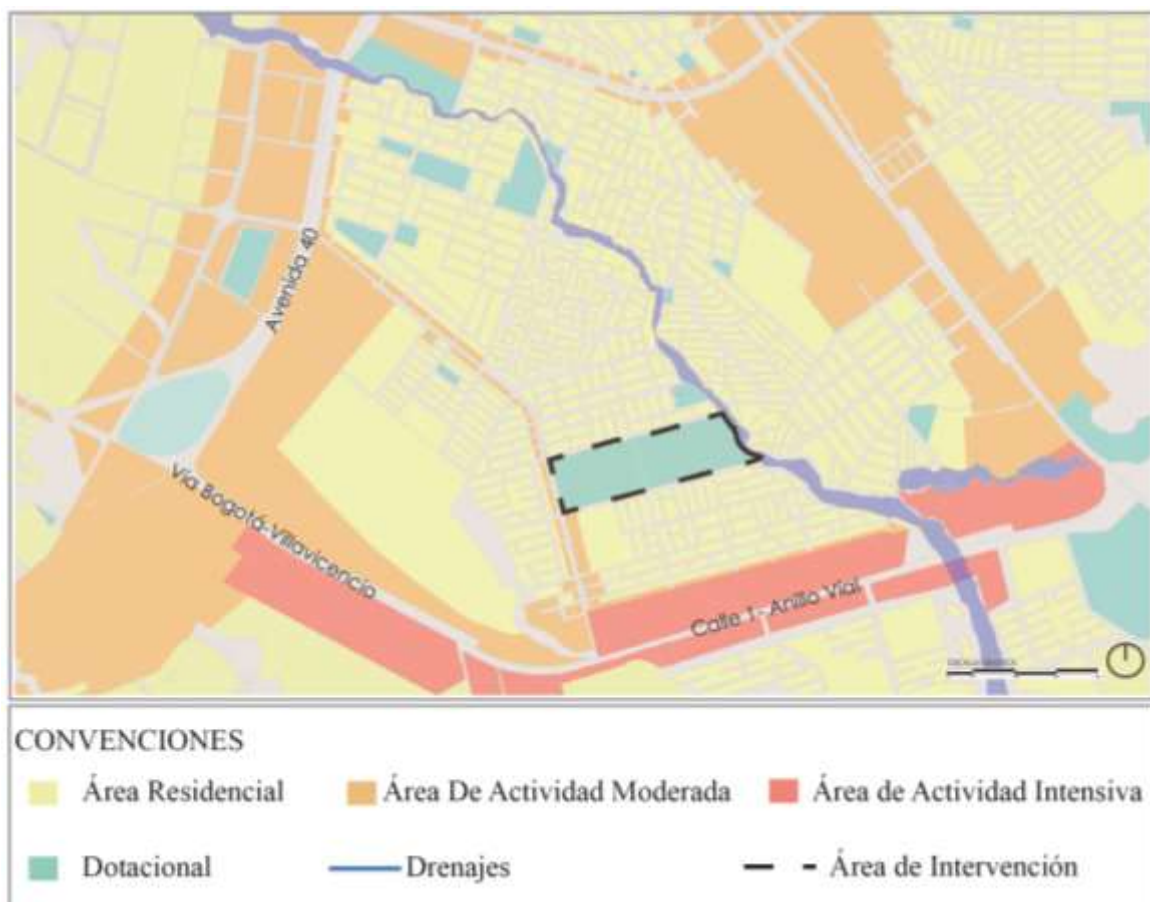 Avenida 40
Vía Bogotá-Villavicencio
Calle 1- Anillo Vial
CONVENCIONES
Área Residencial
Área De Actividad Moderada
Área de Actividad Intensiva
Dotacional
Drenajes
Área de Intervención